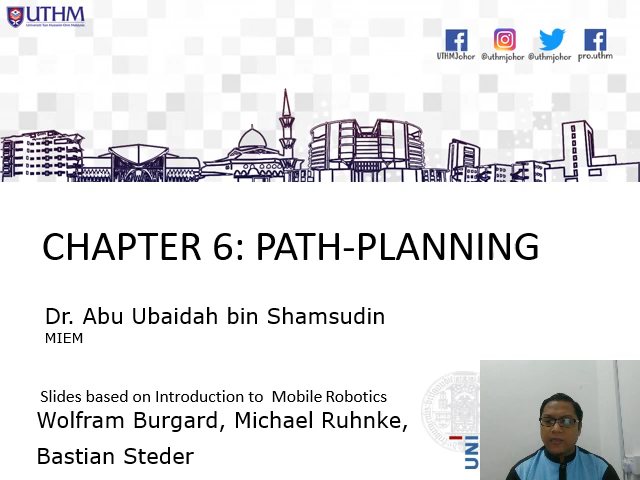 UTHM
UTHMJohor @uthmjohor @uthmjohor pro.uthm
CHAPTER 6: PATH-PLANNING
Dr. Abu Ubaidah bin Shamsudin
MIEM
Slides based on Introduction to Mobile Robotics
Wolfram Burgard, Michael Ruhnke,
Bastian Steder
UNI